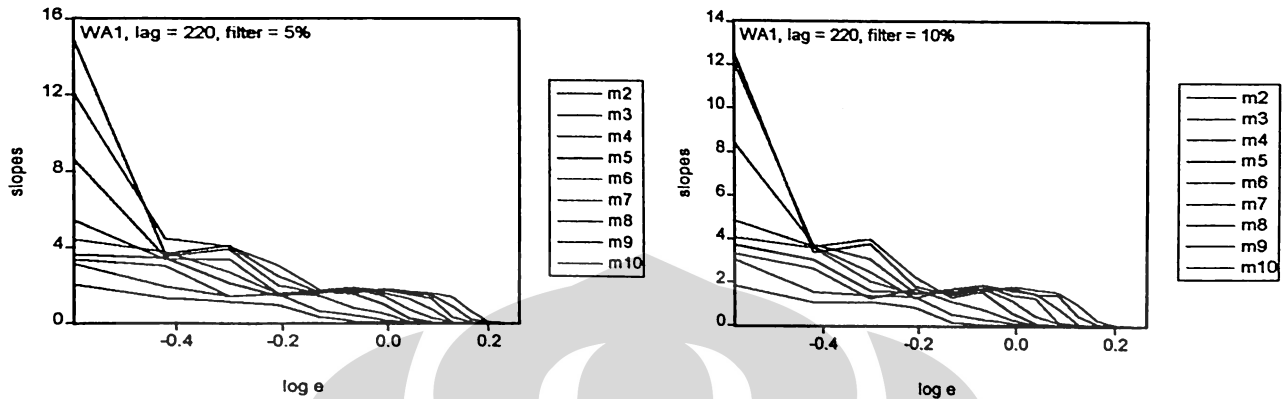 WA1, lag = 220, filter = 5%
16
12
8
4
0
slopes
-0.4
-0.2
0.0
0.2
log e
m2
m3
m4
m5
m6
m7
m8
m9
m10
WA1, lag = 220, filter = 10%
14
12
10
8
6
4
2
0
slopes
-0.4
-0.2
0.0
0.2
log e
m2
m3
m4
m5
m6
m7
m8
m9
m10